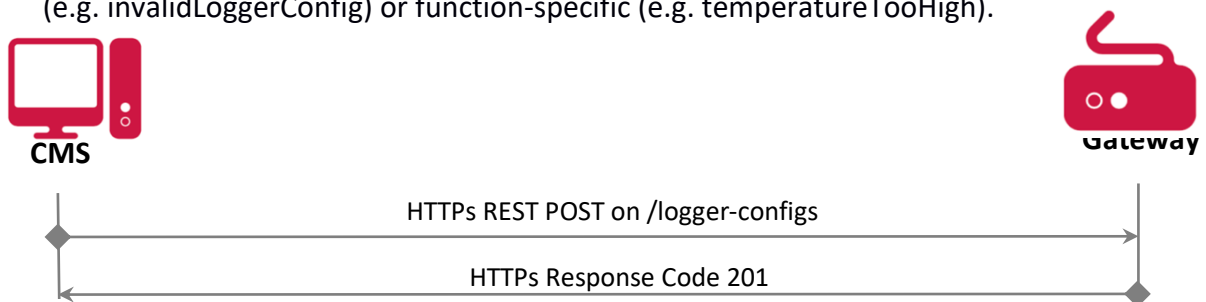 (e.g. invalidLoggerConfig) or function-specific (e.g. temperatureTooHigh).
CMS
Gateway
HTTPs REST POST on /logger-configs
HTTPs Response Code 201